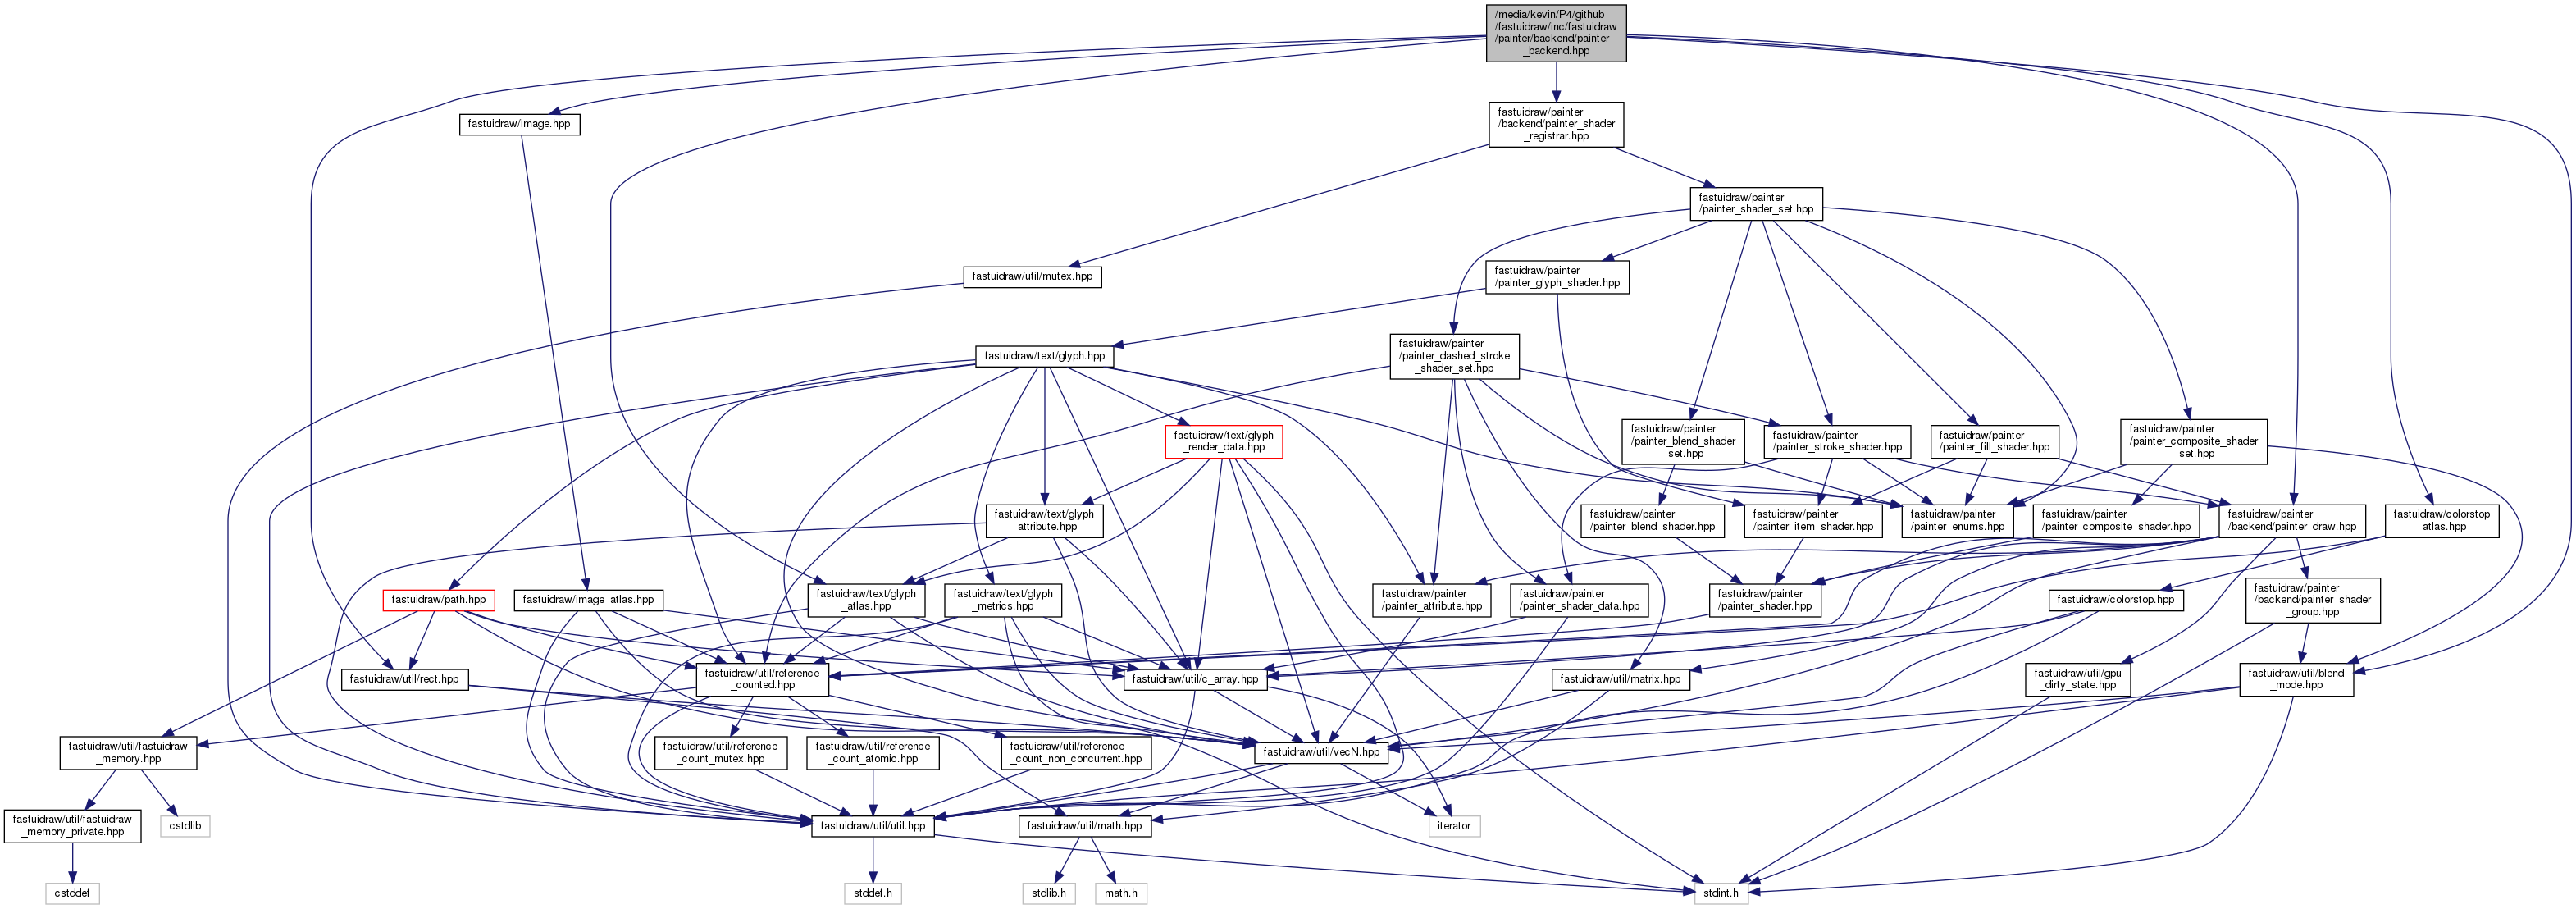 /media/kevin/P4/github
/fastuidraw/inc/fastuidraw
/painter/backend/painter
_backend.hpp
fastuidraw/image.hpp
fastuidraw/painter
/backend/painter_shader
_registrar.hpp
fastuidraw/painter
/painter_shader_set.hpp
fastuidraw/util/mutex.hpp
fastuidraw/painter
/painter_glyph_shader.hpp
fastuidraw/text/glyph.hpp
fastuidraw/painter
/painter_dashed_stroke
_shader_set.hpp
fastuidraw/text/glyph
_render_data.hpp
fastuidraw/painter
/painter_blend_shader
_set.hpp
fastuidraw/painter
/painter_stroke_shader.hpp
fastuidraw/painter
/painter_fill_shader.hpp
fastuidraw/painter
/painter_composite_shader
_set.hpp
fastuidraw/text/glyph
_attribute.hpp
fastuidraw/painter
/painter_blend_shader.hpp
fastuidraw/painter
/painter_item_shader.hpp
fastuidraw/painter
/painter_enums.hpp
fastuidraw/painter
/painter_composite_shader.hpp
fastuidraw/painter
/backend/painter_draw.hpp
fastuidraw/colorstop
_atlas.hpp
fastuidraw/path.hpp
fastuidraw/image_atlas.hpp
fastuidraw/text/glyph
_atlas.hpp
fastuidraw/text/glyph
_metrics.hpp
fastuidraw/painter
/painter_attribute.hpp
fastuidraw/painter
/painter_shader_data.hpp
fastuidraw/painter
/painter_shader.hpp
fastuidraw/colorstop.hpp
fastuidraw/painter
/backend/painter_shader
_group.hpp
fastuidraw/util/rect.hpp
fastuidraw/util/reference
_counted.hpp
fastuidraw/util/c_array.hpp
fastuidraw/util/matrix.hpp
fastuidraw/util/gpu
_dirty_state.hpp
fastuidraw/util/blend
_mode.hpp
fastuidraw/util/fastuidraw
_memory.hpp
fastuidraw/util/reference
_count_mutex.hpp
fastuidraw/util/reference
_count_atomic.hpp
fastuidraw/util/reference
_count_non_concurrent.hpp
fastuidraw/util/vecN.hpp
fastuidraw/util/fastuidraw
_memory_private.hpp
cstdlib
fastuidraw/util/util.hpp
fastuidraw/util/math.hpp
iterator
cstddef
stddef.h
stdlib.h
math.h
stdint.h